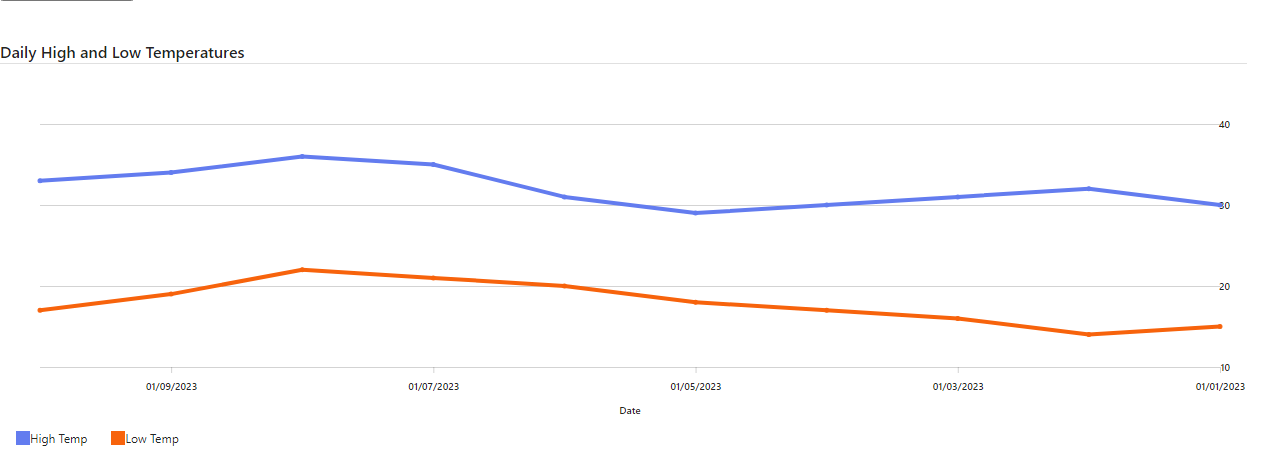 Daily High and Low Temperatures
40
30
20
10
01/09/2023 01/07/2023 01/05/2023 01/03/2023 01/01/2023
Date
High Temp Low Temp